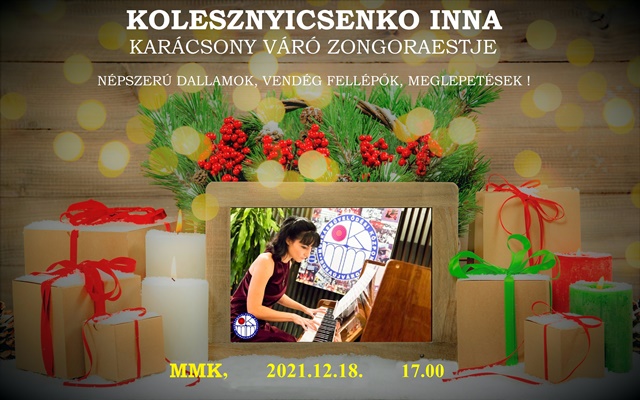 KOLESZNYICSENKO INNA
KARÁCSONY VÁRÓ ZONGORAESTJE
NÉPSZERŰ DALLAMOK, VENDÉG FELLÉPŐK, MEGLEPETÉSEK !
MMK, 2021.12.18. 17.00